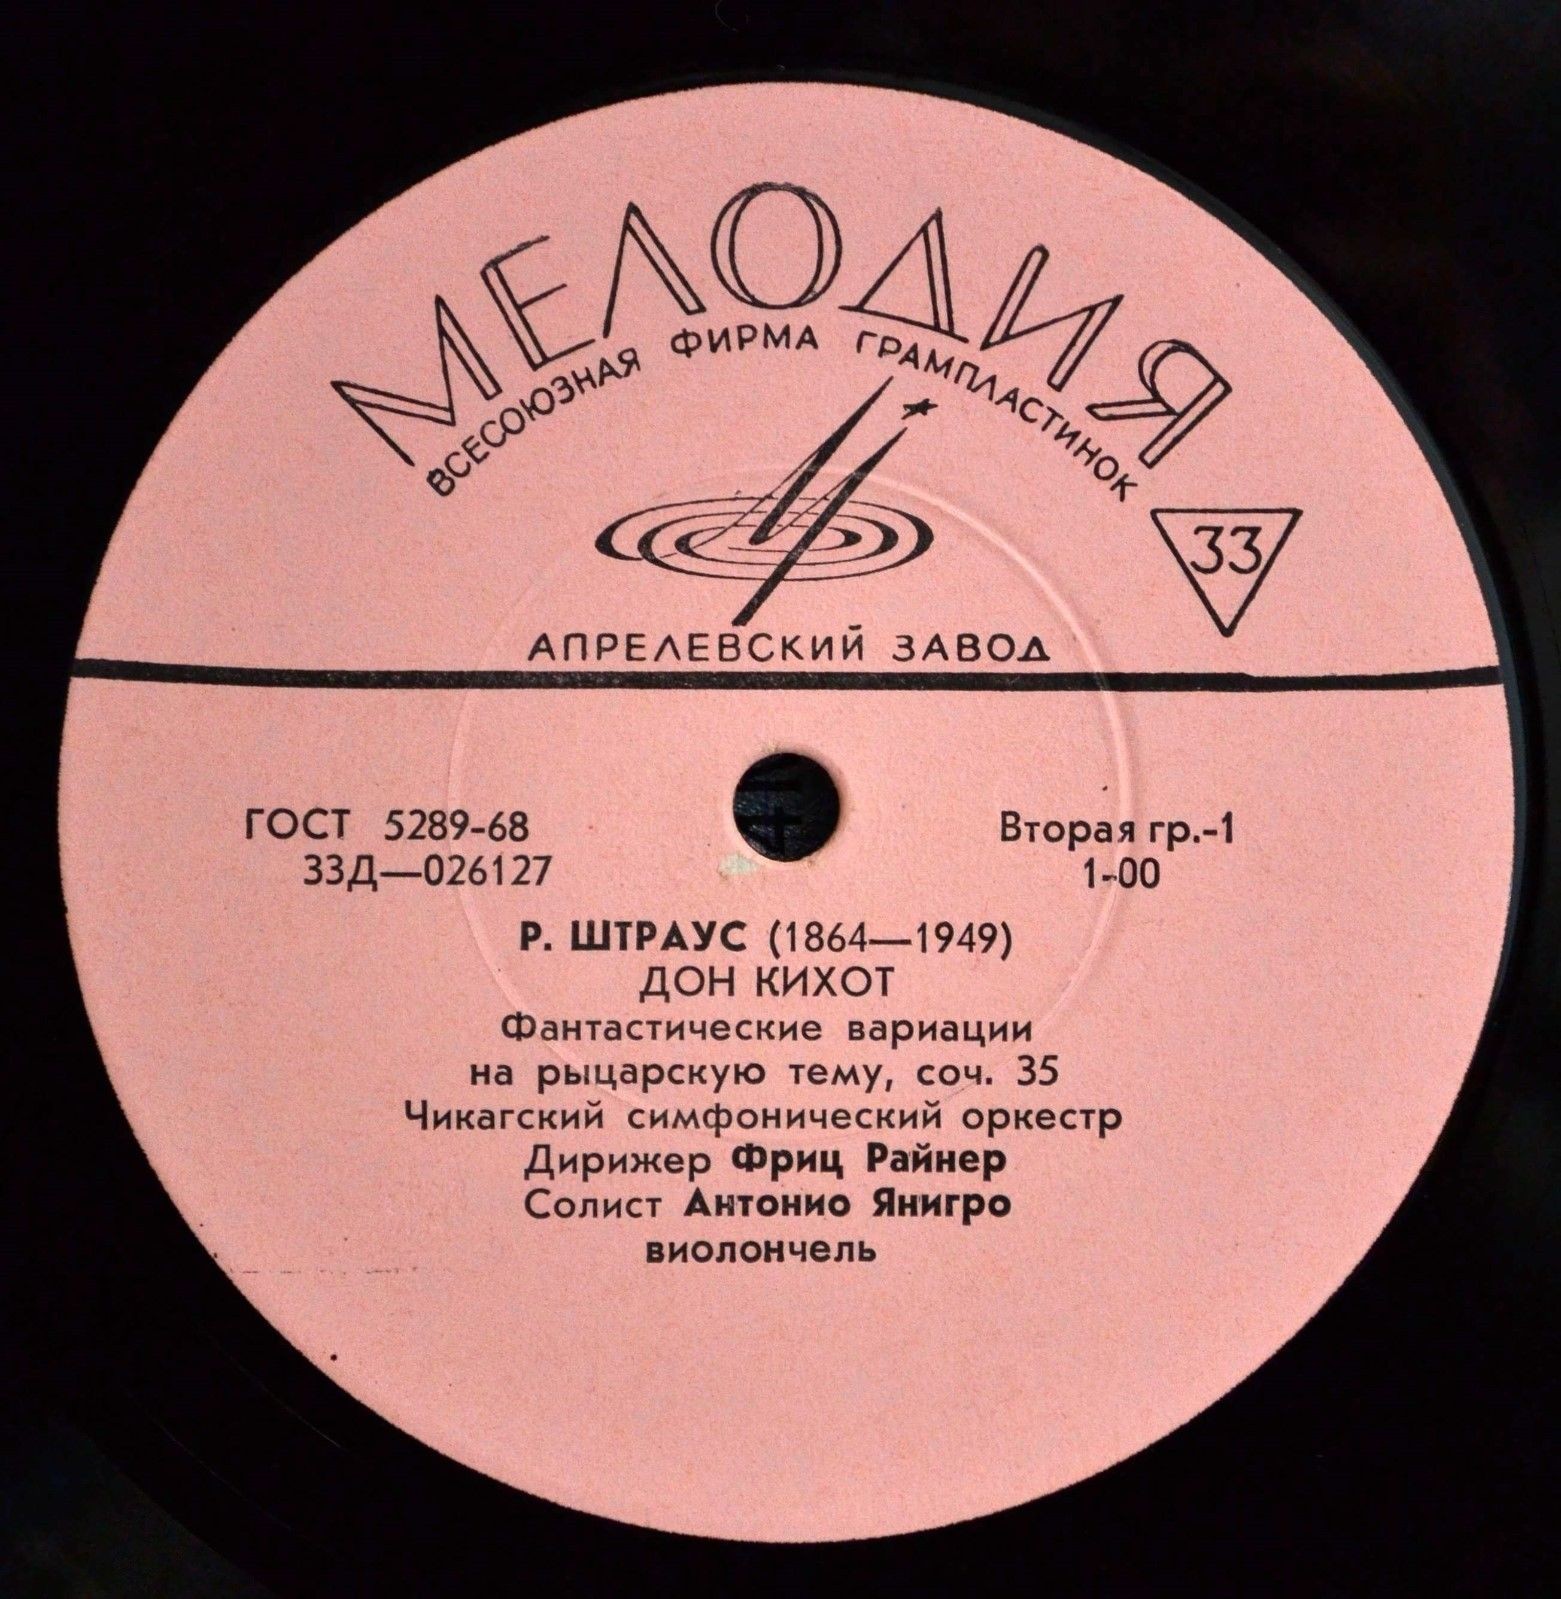 МЕЛОДИЯ
ВСЕСОЮЗНАЯ ФИРМА ГРАМПЛАСТИНОК
33
АПРЕЛЕВСКИЙ ЗАВОД
ГОСТ 5289-68 Вторая гр.-1
33Д—026127 1-00
Р. ШТРАУС (1864—1949)
ДОН КИХОТ
Фантастические вариации
на рыцарскую тему, соч. 35
Чикагский симфонический оркестр
Дирижер Фриц Райнер
Солист Антонио Янигро
виолончель